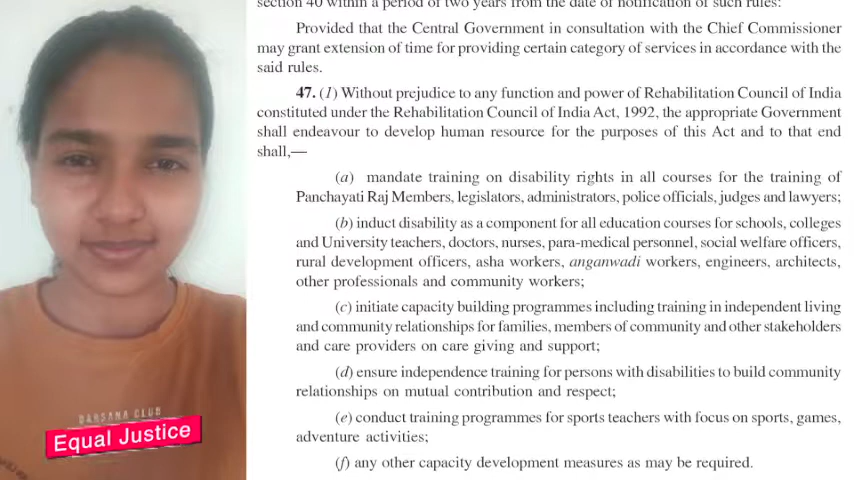 section 40 within a period of two years from the date of notification of such rules:
Provided that the Central Government in consultation with the Chief Commissioner
may grant extension of time for providing certain category of services in accordance with the
said rules.
47. (1) Without prejudice to any function and power of Rehabilitation Council of India
constituted under the Rehabilitation Council of India Act, 1992, the appropriate Government
shall endeavour to develop human resource for the purposes of this Act and to that end
shall,—
(a) mandate training on disability rights in all courses for the training of
Panchayati Raj Members, legislators, administrators, police officials, judges and lawyers;
(b) induct disability as a component for all education courses for schools, colleges
and University teachers, doctors, nurses, para-medical personnel, social welfare officers,
rural development officers, asha workers, anganwadi workers, engineers, architects,
other professionals and community workers;
(c) initiate capacity building programmes including training in independent living
and community relationships for families, members of community and other stakeholders
and care providers on care giving and support;
(d) ensure independence training for persons with disabilities to build community
relationships on mutual contribution and respect;
(e) conduct training programmes for sports teachers with focus on sports, games,
adventure activities;
(f) any other capacity development measures as may be required.
DARSANA CLUB
Equal Justice